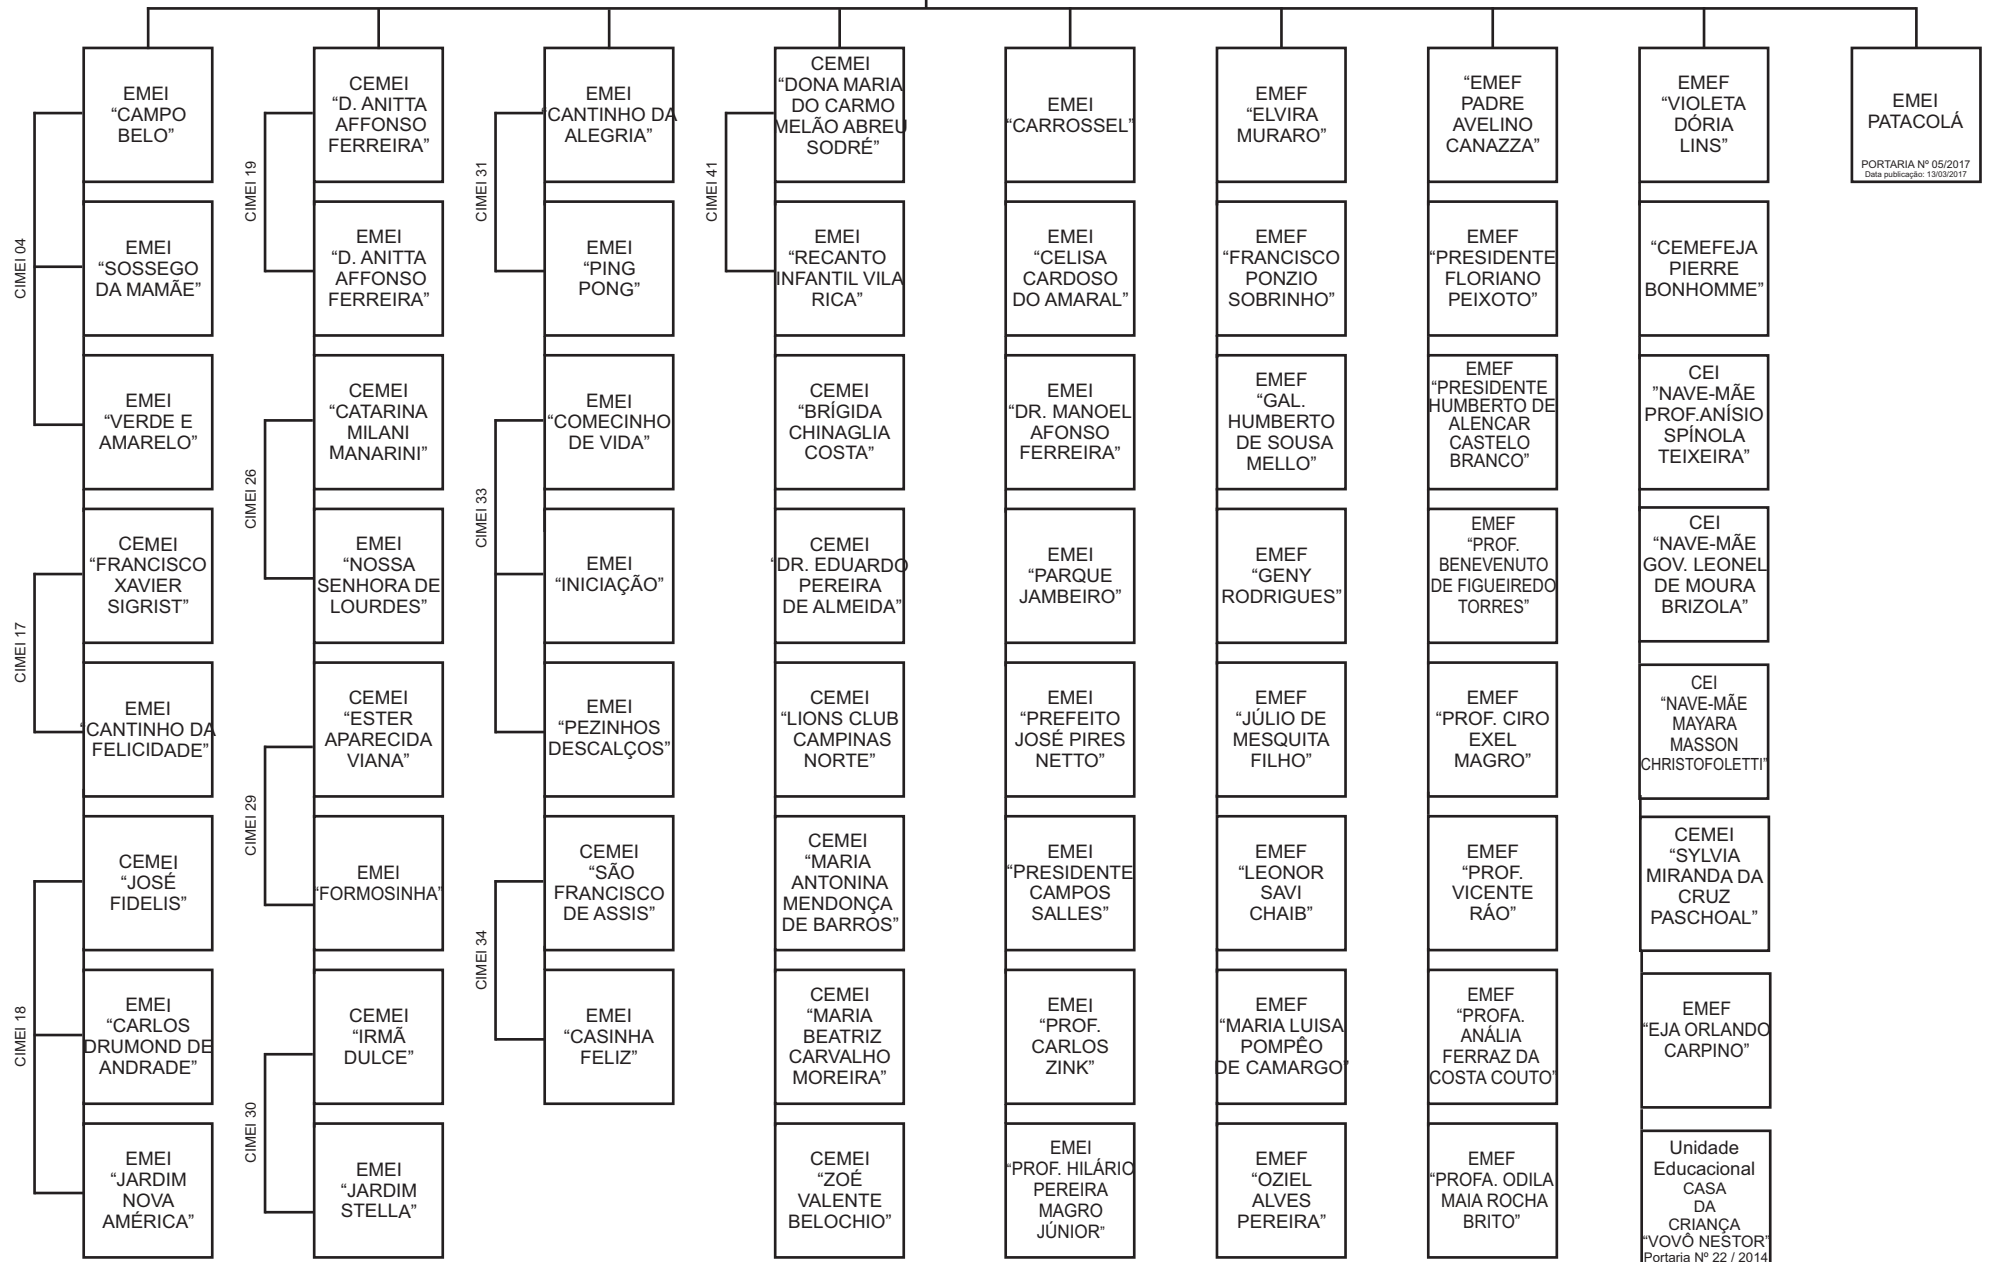 EMEI
“CAMPO
BELO”
EMEI
“SOSSEGO
DA MAMÃE”
EMEI
“VERDE E
AMARELO”
CIMEI 04
CEMEI
“FRANCISCO
XAVIER
SIGRIST”
EMEI
“CANTINHO DA
FELICIDADE”
CIMEI 17
CEMEI
“JOSÉ
FIDELIS”
EMEI
“CARLOS
DRUMOND DE
ANDRADE”
EMEI
“JARDIM
NOVA
AMÉRICA”
CIMEI 18
CEMEI
“D. ANITTA
AFFONSO
FERREIRA”
EMEI
“D. ANITTA
AFFONSO
FERREIRA”
CIMEI 19
CEMEI
“CATARINA
MILANI
MANARINI”
EMEI
“NOSSA
SENHORA DE
LOURDES”
CIMEI 26
CEMEI
“ESTER
APARECIDA
VIANA”
EMEI
“FORMOSINHA”
CIMEI 29
CEMEI
“IRMÃ
DULCE”
EMEI
“JARDIM
STELLA”
CIMEI 30
EMEI
“CANTINHO DA
ALEGRIA”
EMEI
“PING
PONG”
CIMEI 31
EMEI
“COMECINHO
DE VIDA”
EMEI
“INICIAÇÃO”
EMEI
“PEZINHOS
DESCALÇOS”
CIMEI 33
CEMEI
“SÃO
FRANCISCO
DE ASSIS”
EMEI
“CASINHA
FELIZ”
CIMEI 34
CEMEI
“DONA MARIA
DO CARMO
MELÃO ABREU
SODRÉ”
EMEI
“RECANTO
INFANTIL VILA
RICA”
CIMEI 41
CEMEI
“BRÍGIDA
CHINAGLIA
COSTA”
CEMEI
“DR. EDUARDO
PEREIRA
DE ALMEIDA”
CEMEI
“LIONS CLUB
CAMPINAS
NORTE”
CEMEI
“MARIA
ANTONINA
MENDONÇA
DE BARROS”
CEMEI
“MARIA
BEATRIZ
CARVALHO
MOREIRA”
CEMEI
“ZOÉ
VALENTE
BELOCHIO”
EMEI
“CARROSSEL”
EMEI
“CELISA
CARDOSO
DO AMARAL”
EMEI
“DR. MANOEL
AFONSO
FERREIRA”
EMEI
“PARQUE
JAMBEIRO”
EMEI
“PREFEITO
JOSÉ PIRES
NETTO”
EMEI
“PRESIDENTE
CAMPOS
SALLES”
EMEI
“PROF.
CARLOS
ZINK”
EMEI
“PROF. HILÁRIO
PEREIRA
MAGRO
JÚNIOR”
EMEF
“ELVIRA
MURARO”
EMEF
“FRANCISCO
PONZIO
SOBRINHO”
EMEF
“GAL.
HUMBERTO
DE SOUSA
MELLO”
EMEF
“GENY
RODRIGUES”
EMEF
“JÚLIO DE
MESQUITA
FILHO”
EMEF
“LEONOR
SAVI
CHAIB”
EMEF
“MARIA LUISA
POMPÊO
DE CAMARGO”
EMEF
“OZIEL
ALVES
PEREIRA”
“EMEF
PADRE
AVELINO
CANAZZA”
EMEF
“PRESIDENTE
FLORIANO
PEIXOTO”
EMEF
“PRESIDENTE
HUMBERTO DE
ALENCAR
CASTELO
BRANCO”
EMEF
“PROF.
BENEVENUTO
DE FIGUEIREDO
TORRES”
EMEF
“PROF. CIRO
EXEL
MAGRO”
EMEF
“PROF.
VICENTE
RÁO”
EMEF
“PROFA.
ANÁLIA
FERRAZ DA
COSTA COUTO”
EMEF
“PROFA. ODILA
MAIA ROCHA
BRITO”
EMEF
“VIOLETA
DÓRIA
LINS”
“CEMEFEJA
PIERRE
BONHOMME”
CEI
"NAVE-MÃE
PROF.ANÍSIO
SPÍNOLA
TEIXEIRA”
CEI
“NAVE-MÃE
GOV. LEONEL
DE MOURA
BRIZOLA”
CEI
“NAVE-MÃE
MAYARA
MASSON
CHRISTOFOLETTI”
CEMEI
“SYLVIA
MIRANDA DA
CRUZ
PASCHOAL”
EMEF
“EJA ORLANDO
CARPINO”
Unidade
Educacional
CASA
DA
CRIANÇA
“VOVÔ NESTOR”
Portaria Nº 22 / 2014
EMEI
PATACOLÁ
PORTARIA Nº 05/2017
Data publicação: 13/03/2017